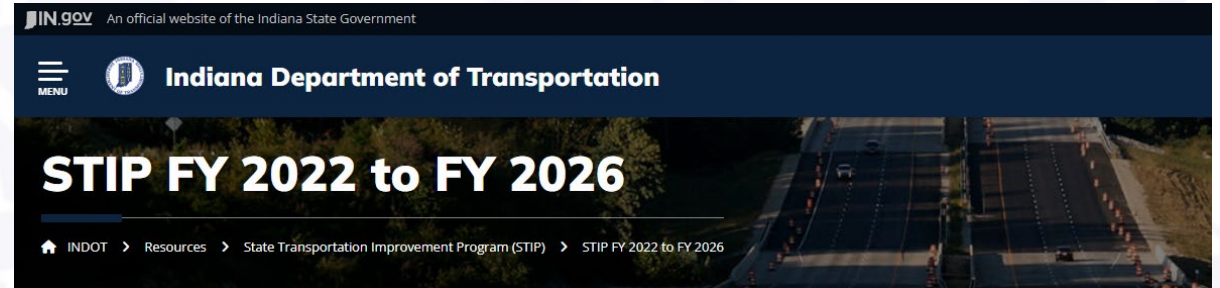 IN.gov An official website of the Indiana State Government
MENU
Indiana Department of Transportation
STIP FY 2022 to FY 2026
INDOT > Resources > State Transportation Improvement Program (STIP) > STIP FY 2022 to FY 2026